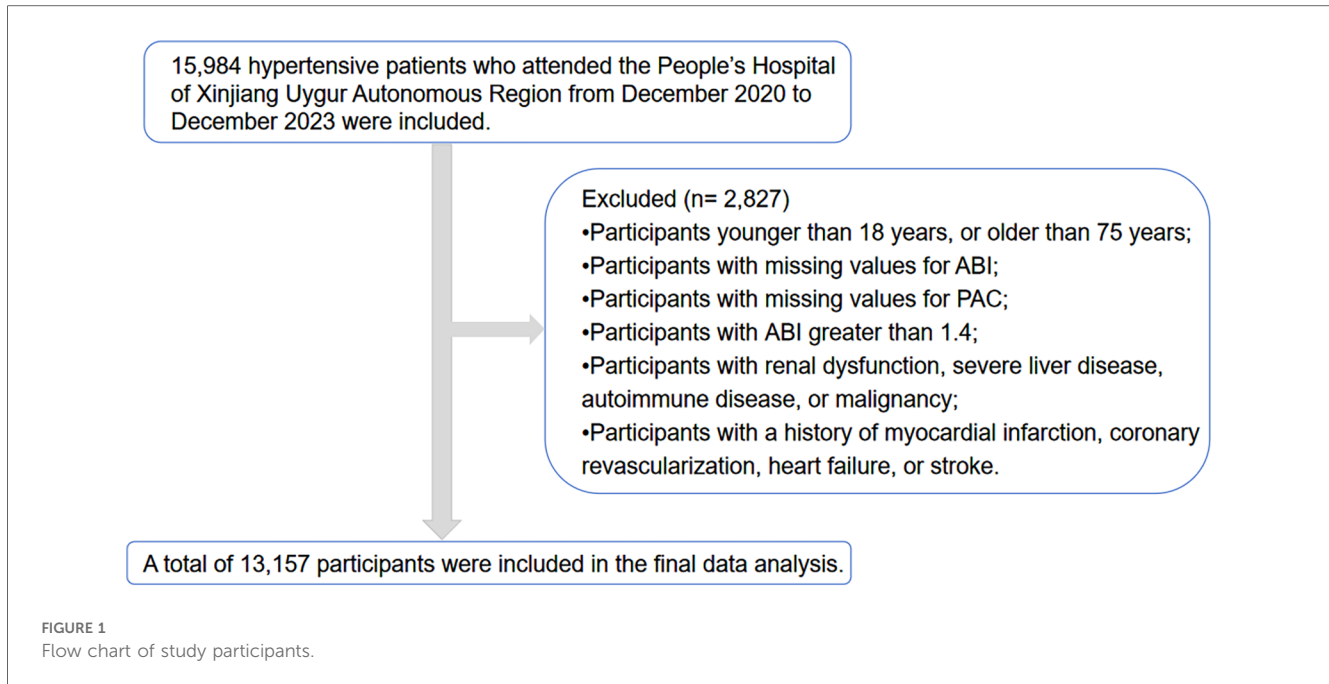 15,984 hypertensive patients who attended the People’s Hospital
of Xinjiang Uygur Autonomous Region from December 2020 to
December 2023 were included.
Excluded (n= 2,827)
•Participants younger than 18 years, or older than 75 years;
•Participants with missing values for ABI;
•Participants with missing values for PAC;
•Participants with ABI greater than 1.4;
•Participants with renal dysfunction, severe liver disease,
autoimmune disease, or malignancy;
•Participants with a history of myocardial infarction, coronary
revascularization, heart failure, or stroke.
A total of 13,157 participants were included in the final data analysis.
FIGURE 1
Flow chart of study participants.